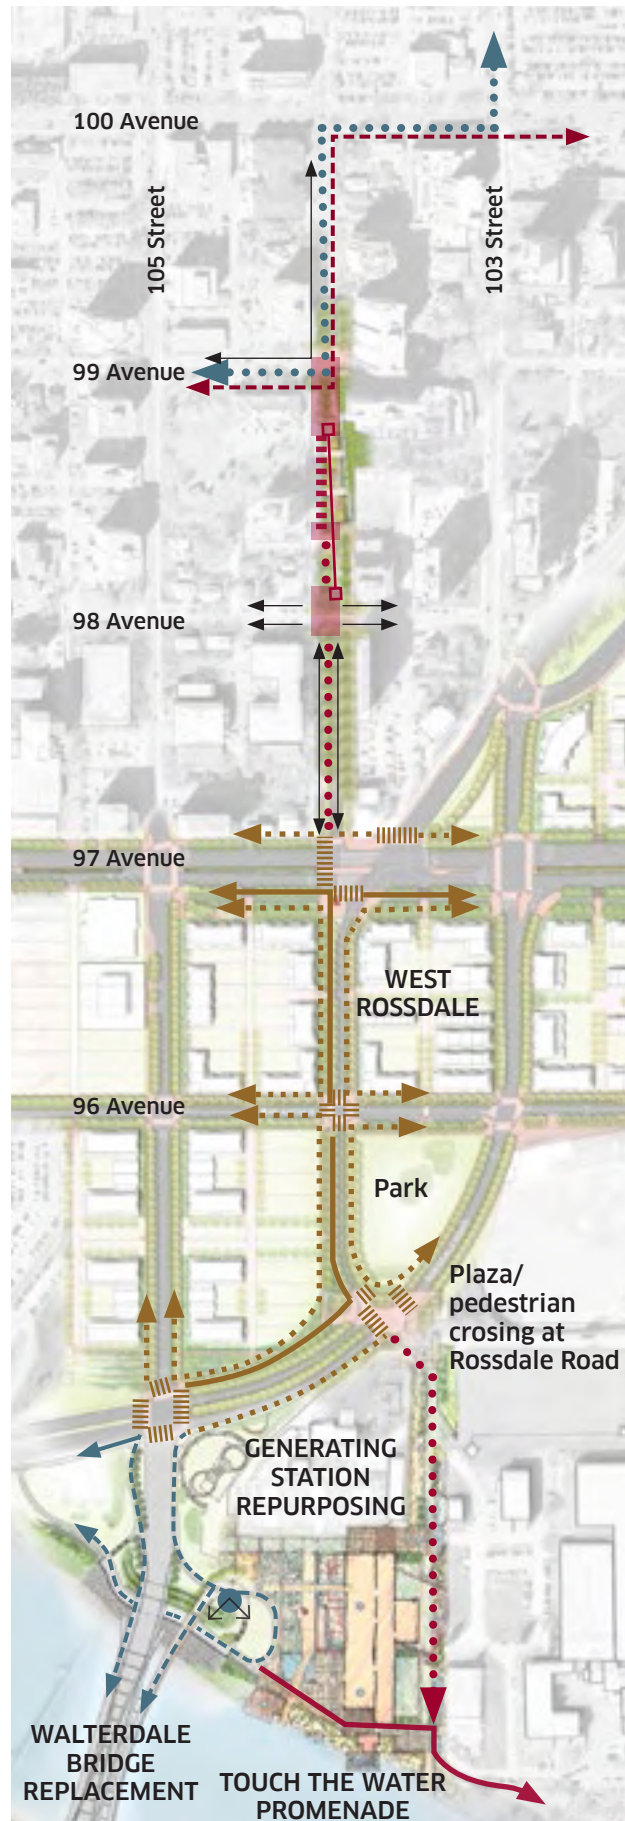 100 Avenue
105 Street
103 Street
99 Avenue
98 Avenue
97 Avenue
WEST
ROSSDALE
96 Avenue
Park
Plaza/
pedestrian
crosing at
Rossdale Road
GENERATING
STATION
REPURPOSING
WALTERDALE
BRIDGE
REPLACEMENT
TOUCH THE WATER
PROMENADE